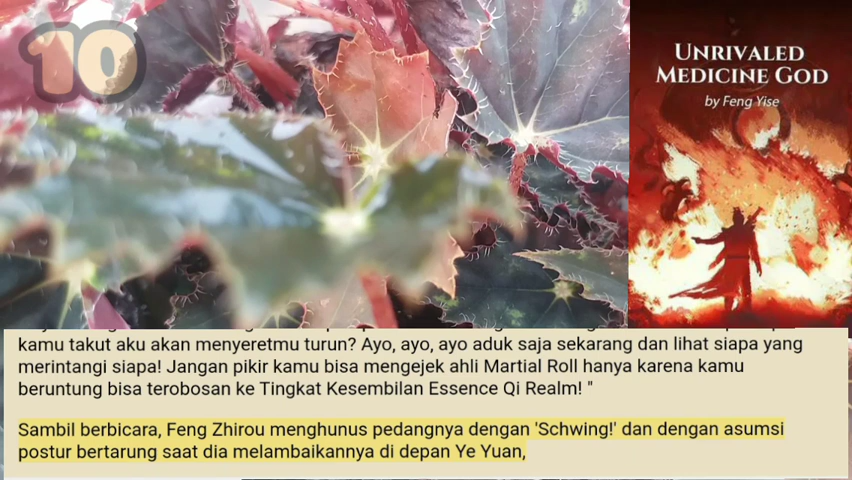 10
UNRIVALED
MEDICINE GOD
by Feng Yise
kamu takut aku akan menyeretmu turun? Ayo, ayo, ayo aduk saja sekarang dan lihat siapa yang
merintangi siapa! Jangan pikir kamu bisa mengejek ahli Martial Roll hanya karena kamu
beruntung bisa terobosan ke Tingkat Kesembilan Essence Qi Realm! "
Sambil berbicara, Feng Zhirou menghunus pedangnya dengan 'Schwing!' dan dengan asumsi
postur bertarung saat dia melambaikannya di depan Ye Yuan,